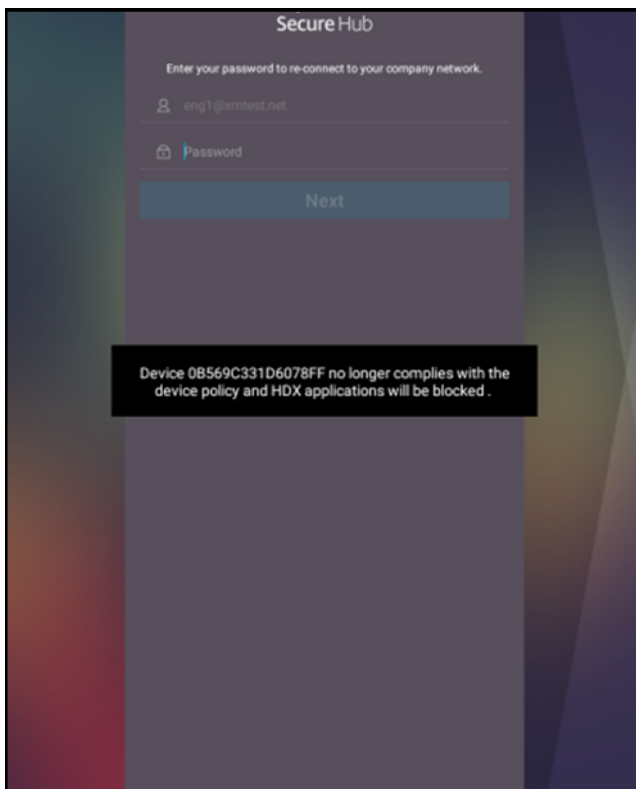 Secure Hub
Enter your password to re-connect to your company network.
eng1@xmtest.net
Password
Next
Device 0B569C331D6078FF no longer complies with the
device policy and HDX applications will be blocked .